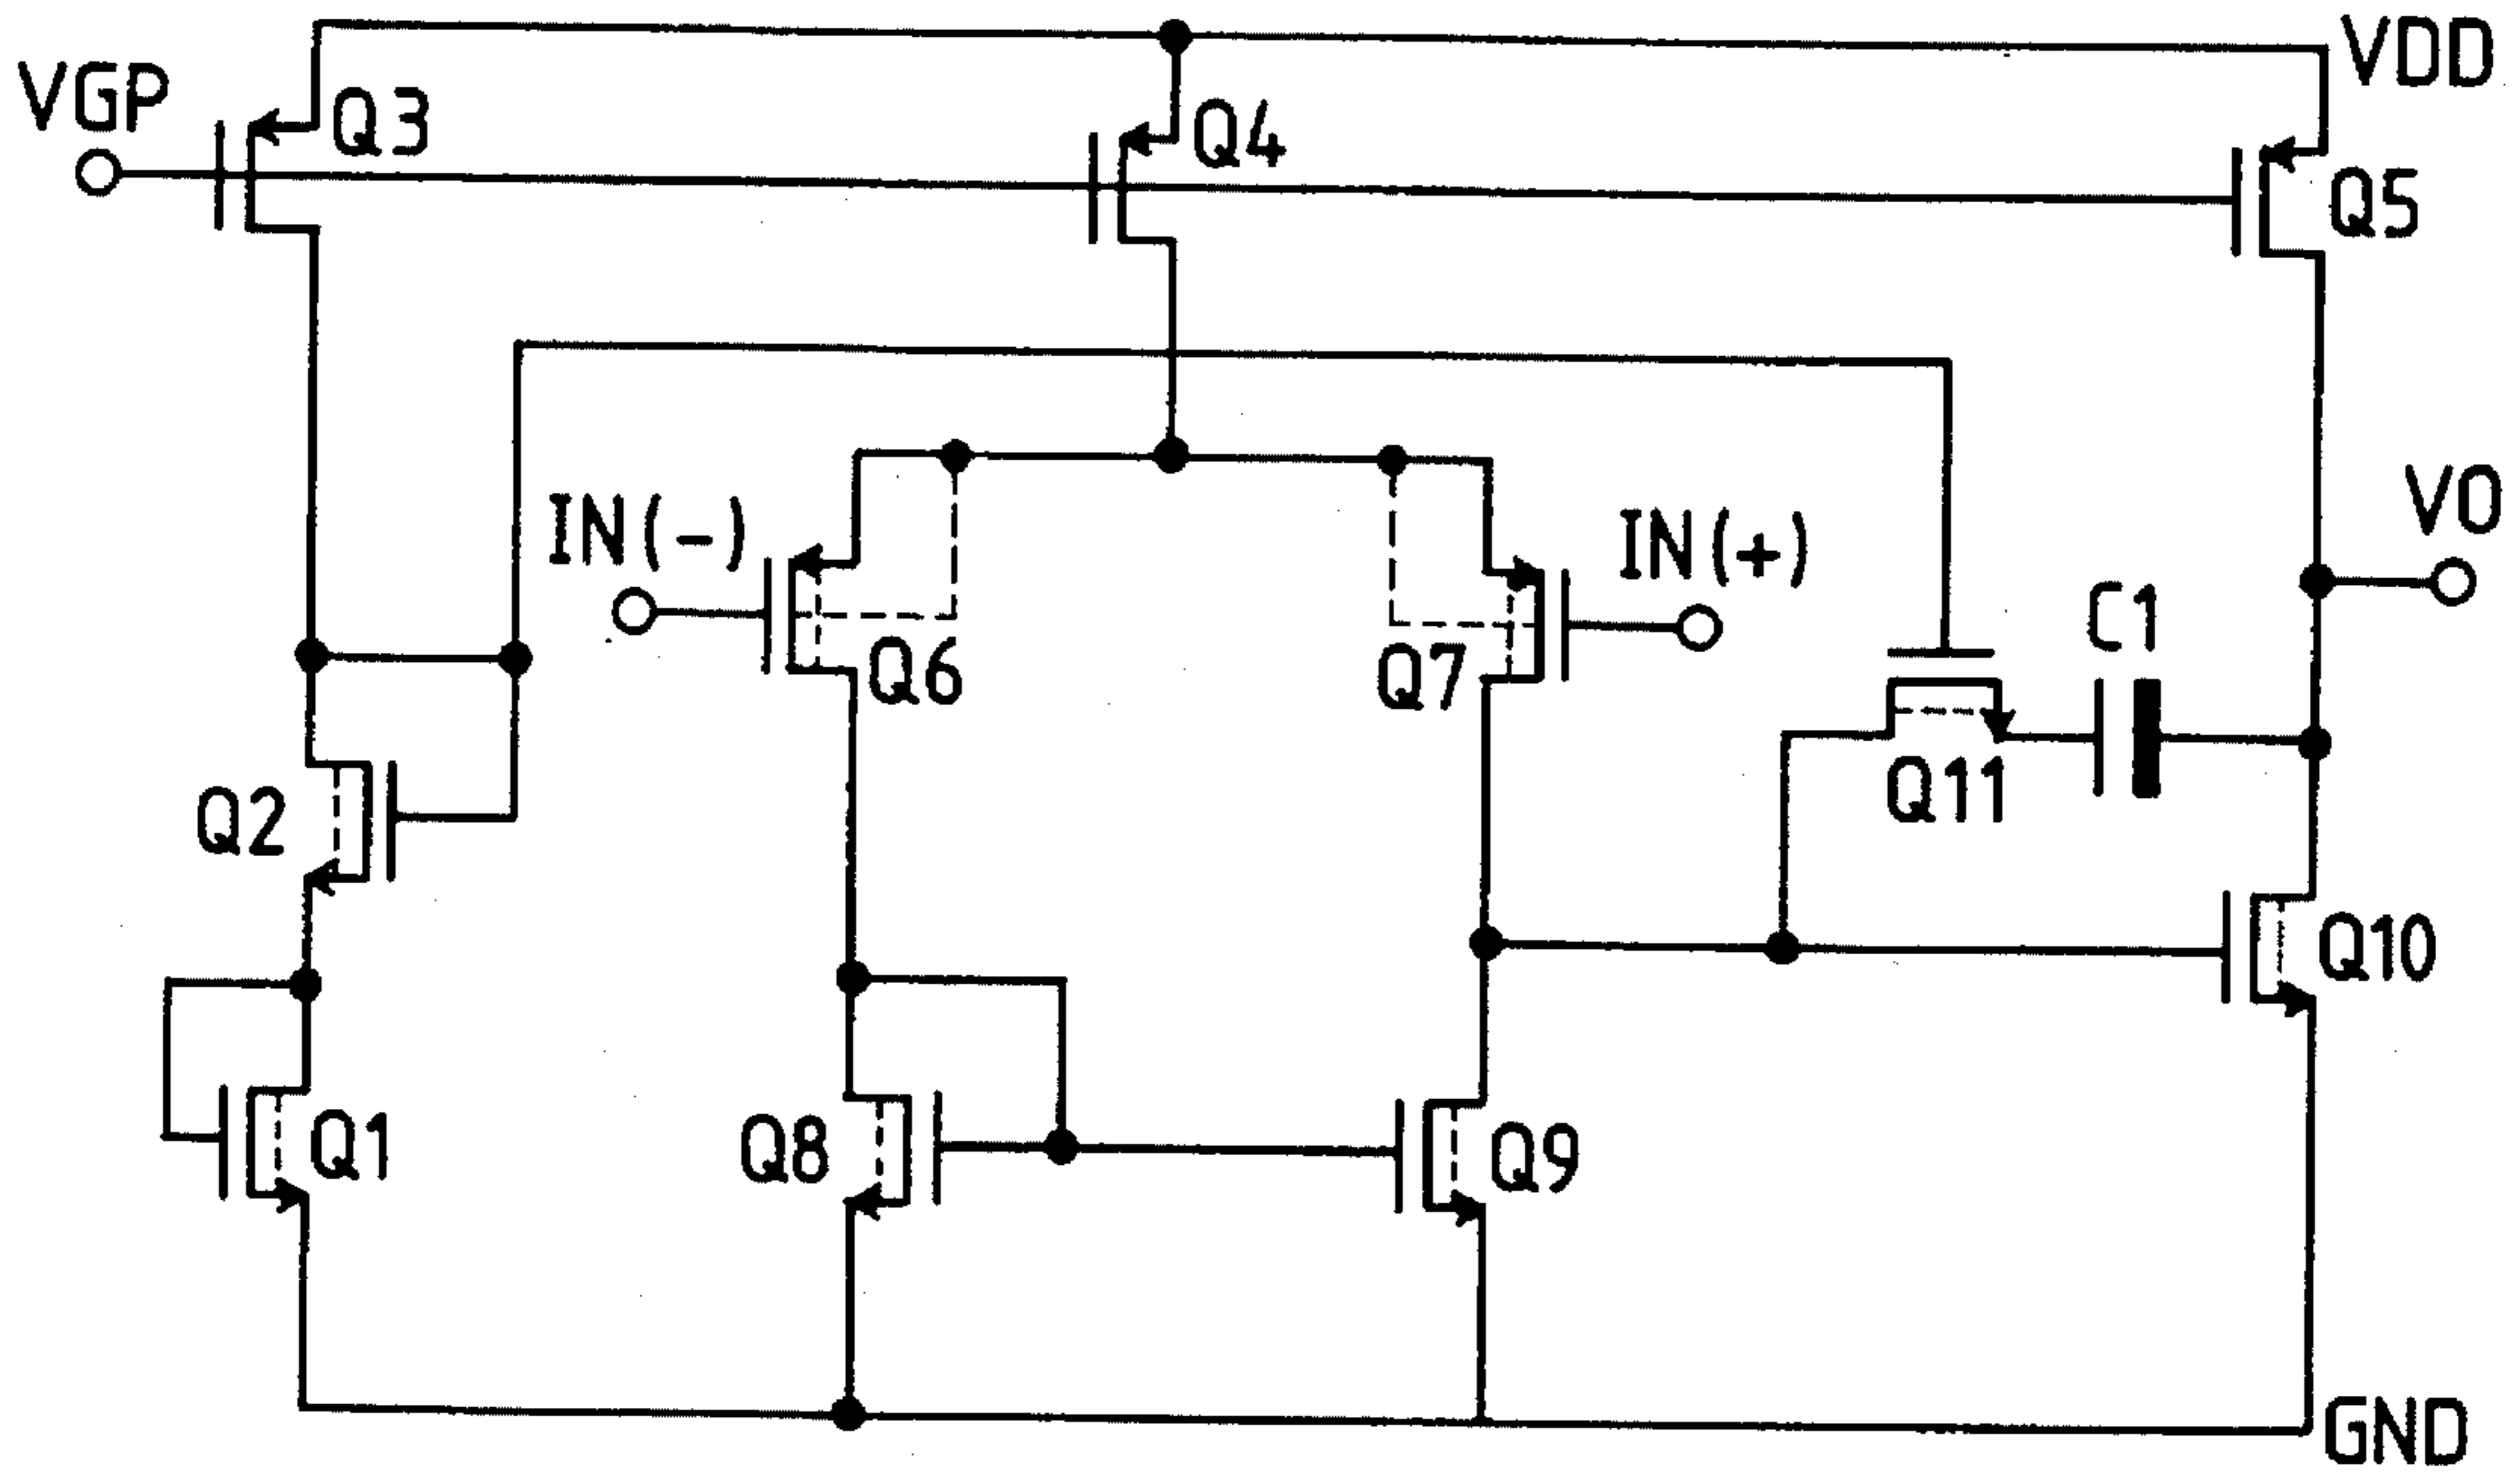 VDD
VGP
Q3
Q4
Q5
IN(-)
IN(+)
VO
C1
Q6
Q7
Q11
Q2
Q10
Q1
Q8
Q9
GND